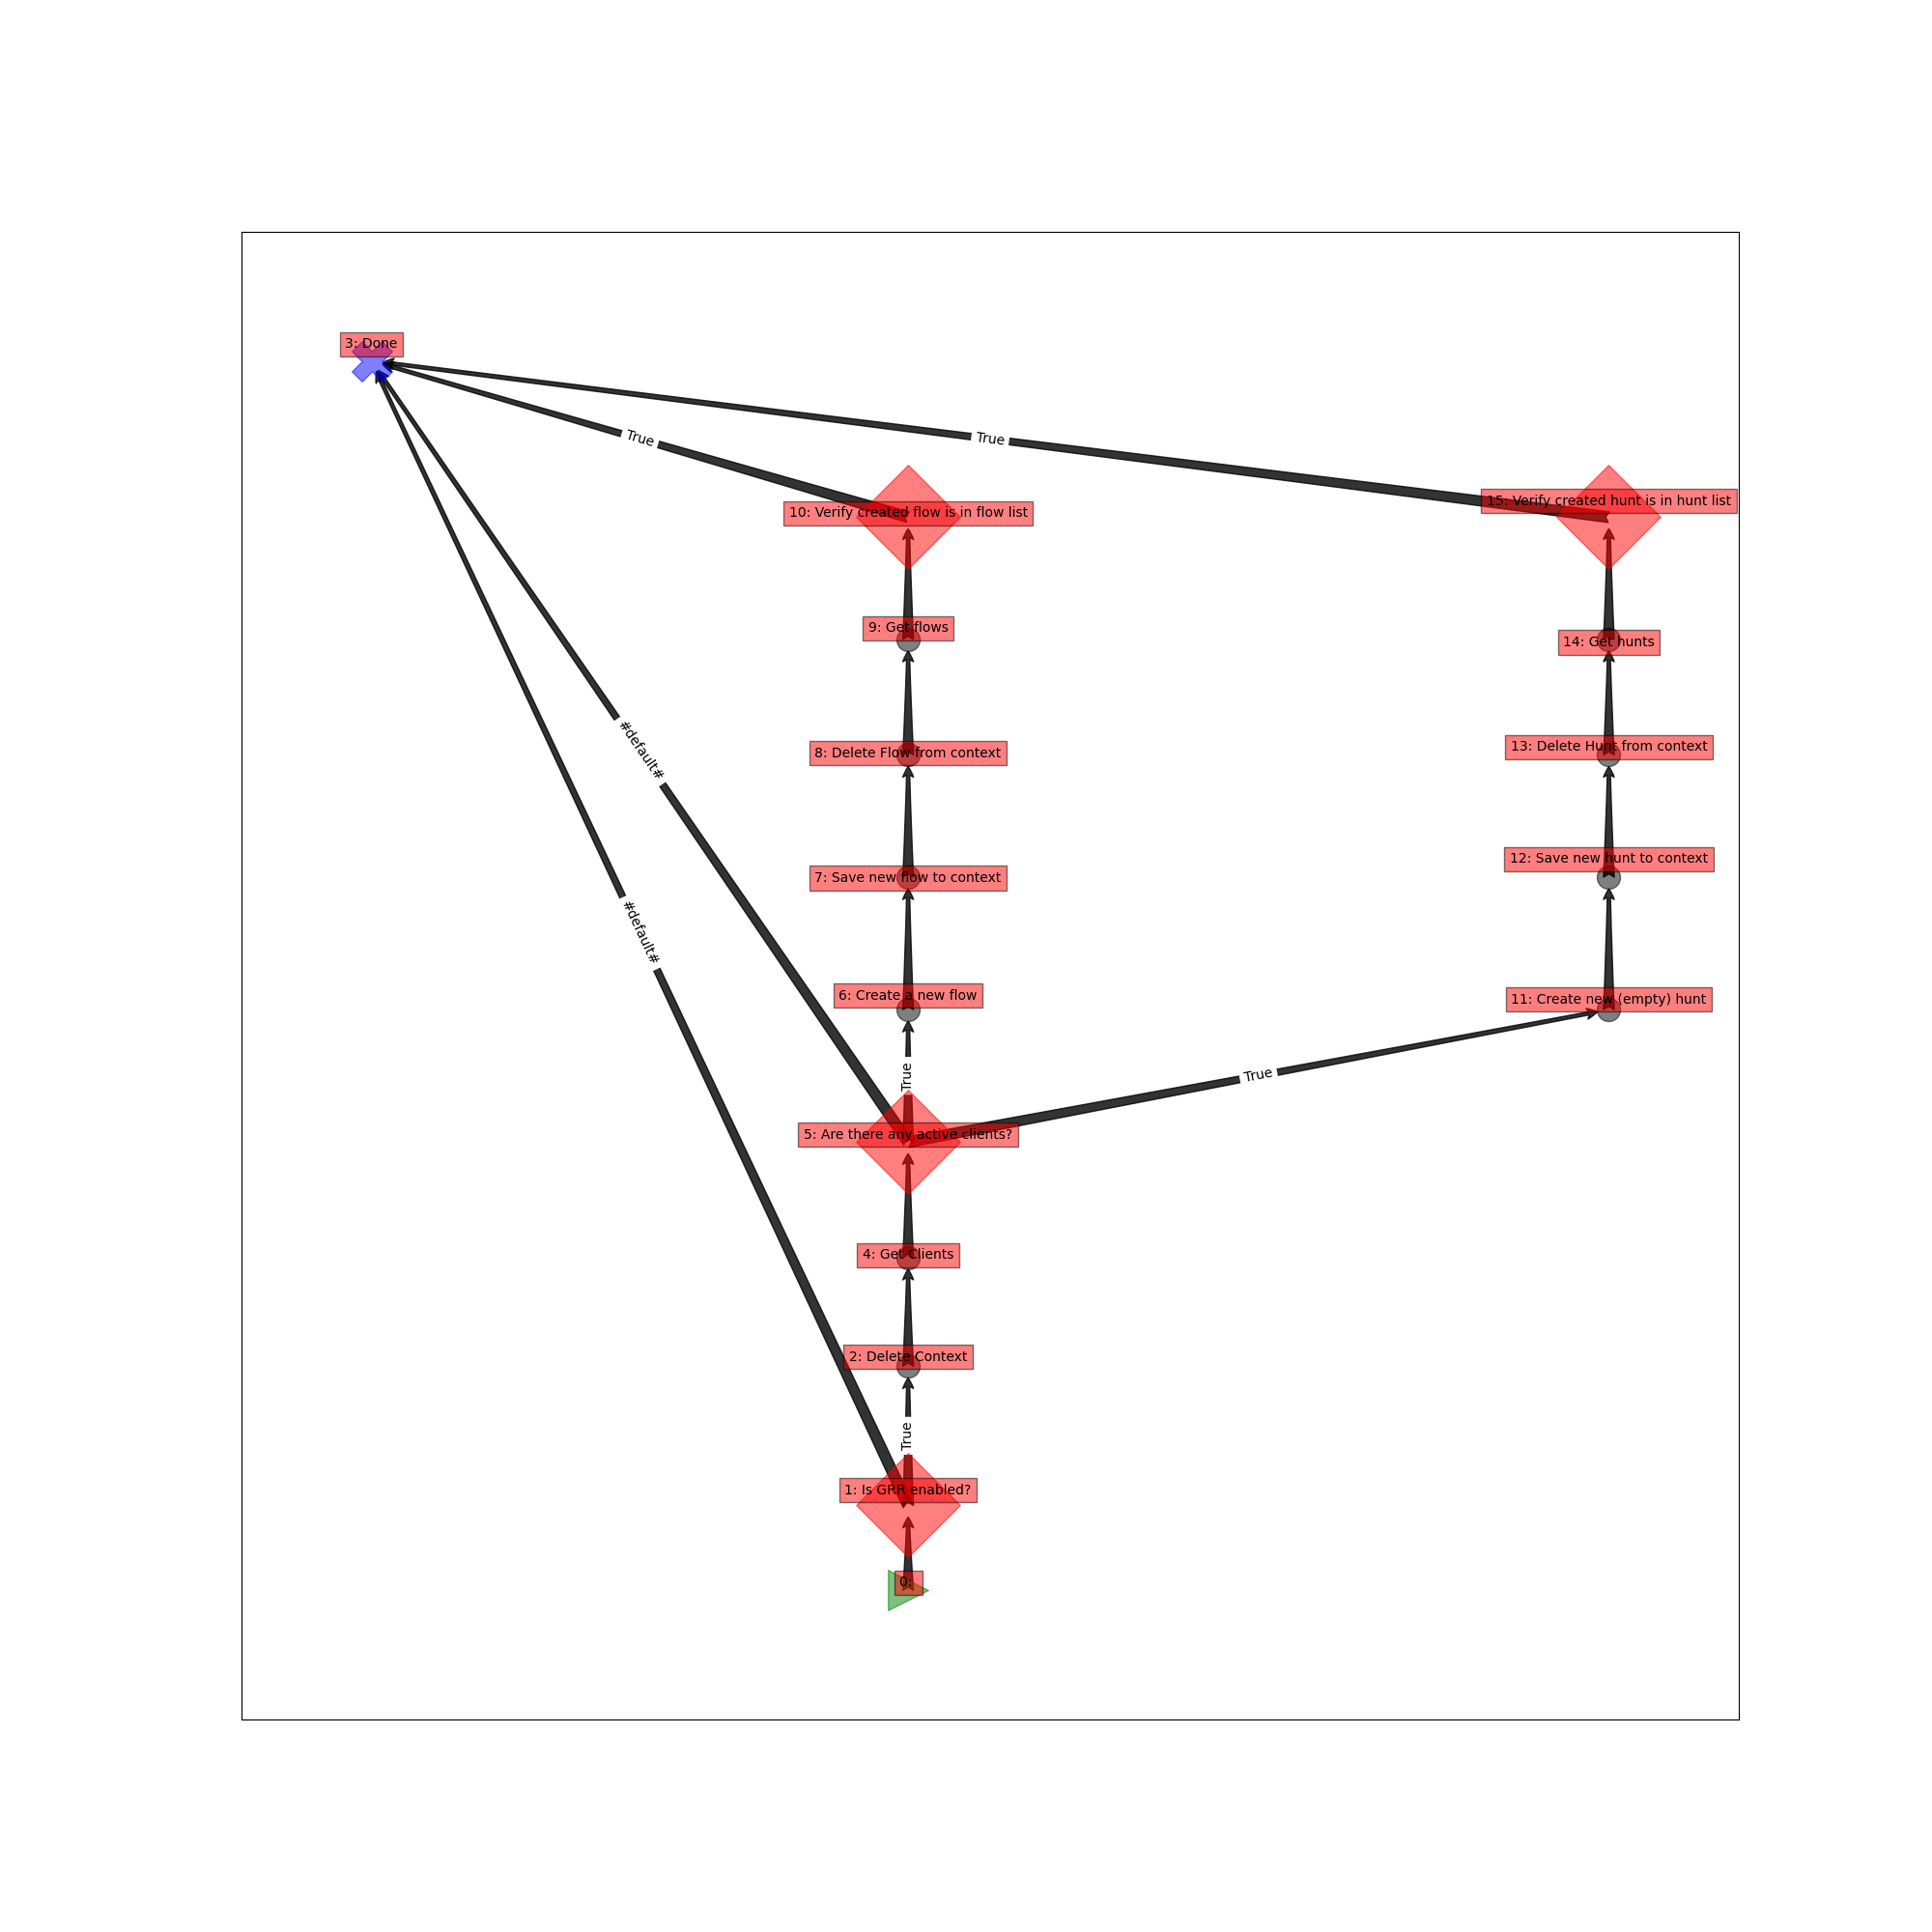 3: Done
True
True
15: Verify created hunt is in hunt list
10: Verify created flow is in flow list
9: Get flows
14: Get hunts
#default#
13: Delete Hunt from context
8: Delete Flow from context
12: Save new hunt to context
7: Save new flow to context
#default#
6: Create a new flow
11: Create new (empty) hunt
True
True
5: Are there any active clients?
4: Get Clients
2: Delete Context
True
1: Is GRR enabled?
0: